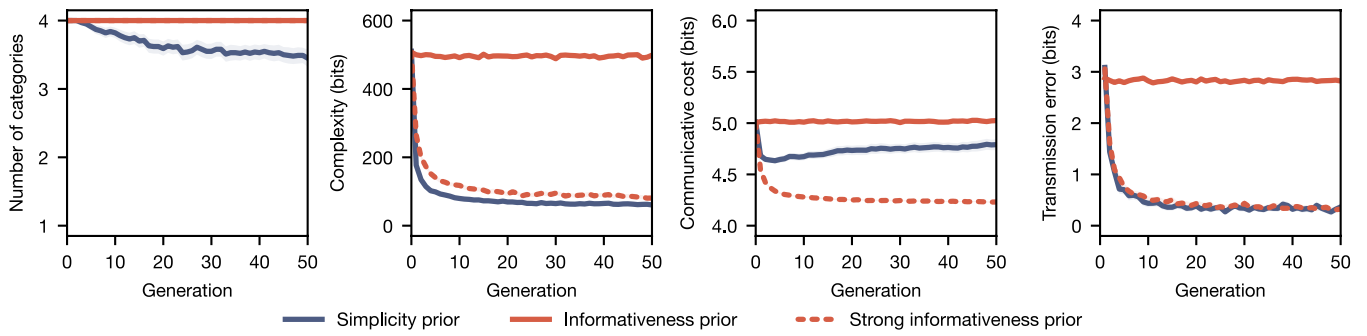 Number of categories
4
3
2
1
0 10 20 30 40 50
Generation
Complexity (bits)
600
400
200
0
0 10 20 30 40 50
Generation
Communicative cost (bits)
6.0
5.5
5.0
4.5
4.0
0 10 20 30 40 50
Generation
Transmission error (bits)
4
3
2
1
0
0 10 20 30 40 50
Generation
Simplicity prior Informativeness prior Strong informativeness prior